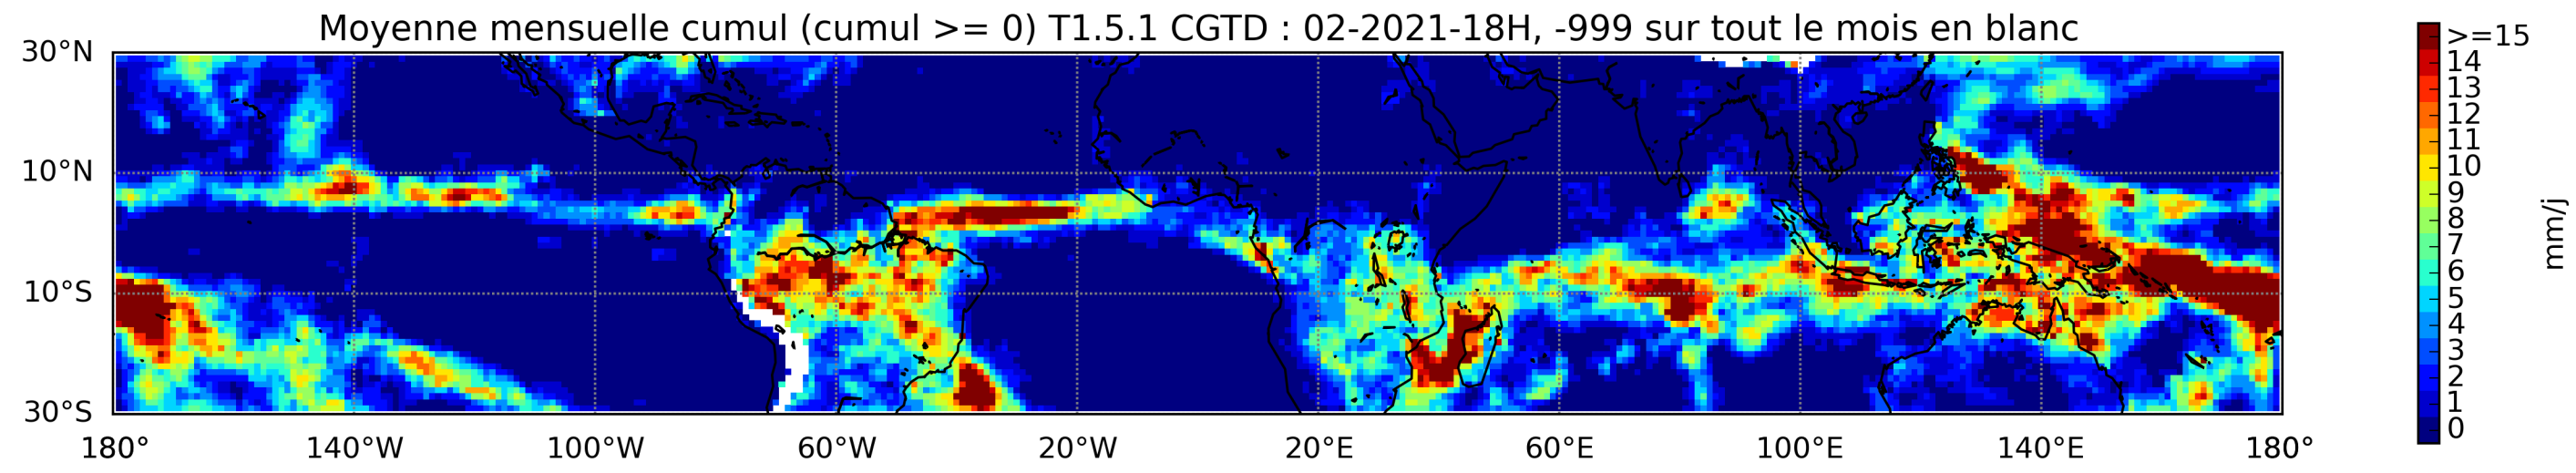 Moyenne mensuelle cumul (cumul >= 0) T1.5.1 CGTD : 02-2021-18H, -999 sur tout le mois en blanc
30°N
10°N
10°S
30°S
180°
140°W
100°W
60°W
20°W
20°E
60°E
100°E
140°E
180°
>=15
14
13
12
11
10
9
8
7
6
5
4
3
2
1
0
mm/j